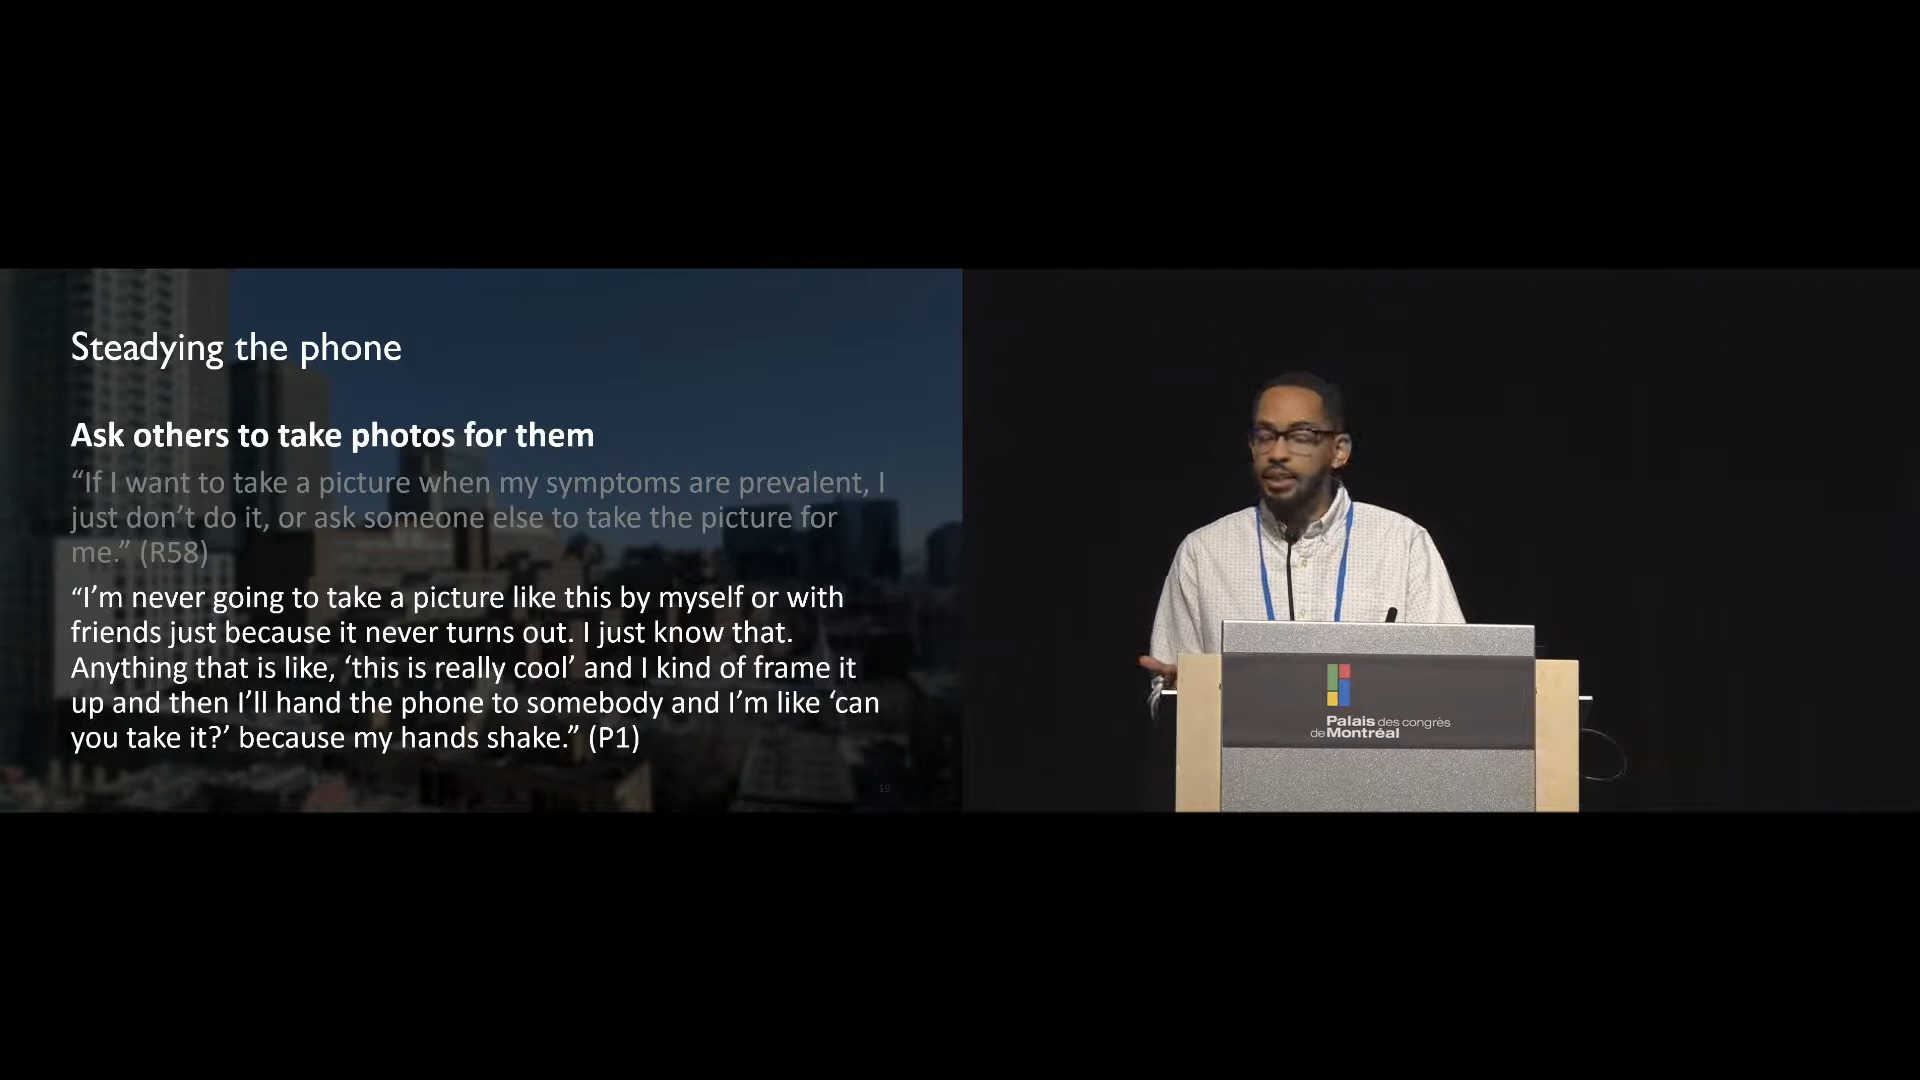 Steadying the phone
Ask others to take photos for them
“If I want to take a picture when my symptoms are prevalent, I
just don’t do it, or ask someone else to take the picture for
me.” (R58)
“I’m never going to take a picture like this by myself or with
friends just because it never turns out. I just know that.
Anything that is like, ‘this is really cool’ and I kind of frame it
up and then I’ll hand the phone to somebody and I’m like ‘can
you take it?’ because my hands shake.” (P1)
19
Palais des congrès
de Montréal